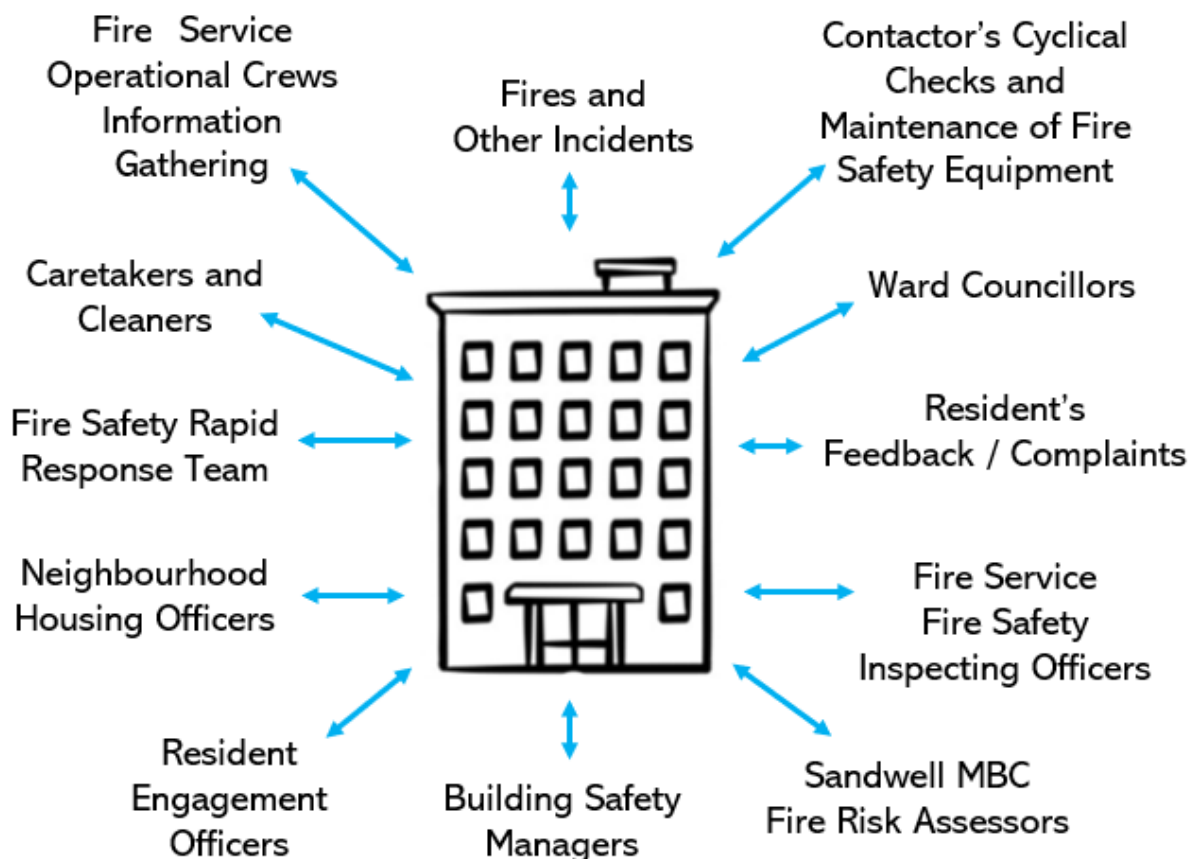 Fire Service
Operational Crews
Information
Gathering
Fires and
Other Incidents
Contactor's Cyclical
Checks and
Maintenance of Fire
Safety Equipment
Caretakers and
Cleaners
Ward Councillors
Fire Safety Rapid
Response Team
Resident's
Feedback / Complaints
Neighbourhood
Housing Officers
Fire Service
Fire Safety
Inspecting Officers
Resident
Engagement
Officers
Building Safety
Managers
Sandwell MBC
Fire Risk Assessors